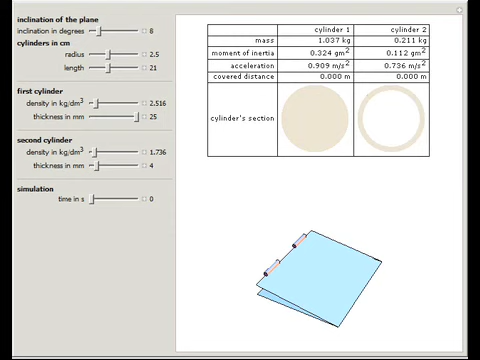 inclination of the plane
inclination in degrees 8
cylinders in cm
radius 2.5
length 21
first cylinder
density in kg/dm³ 2.516
thickness in mm 25
second cylinder
density in kg/dm³ 1.736
thickness in mm 4
simulation
time in s 0
cylinder 1 cylinder 2
mass 1.037 kg 0.211 kg
moment of inertia 0.324 gm² 0.112 gm²
acceleration 0.909 m/s² 0.736 m/s²
covered distance 0.000 m 0.000 m
cylinder's section